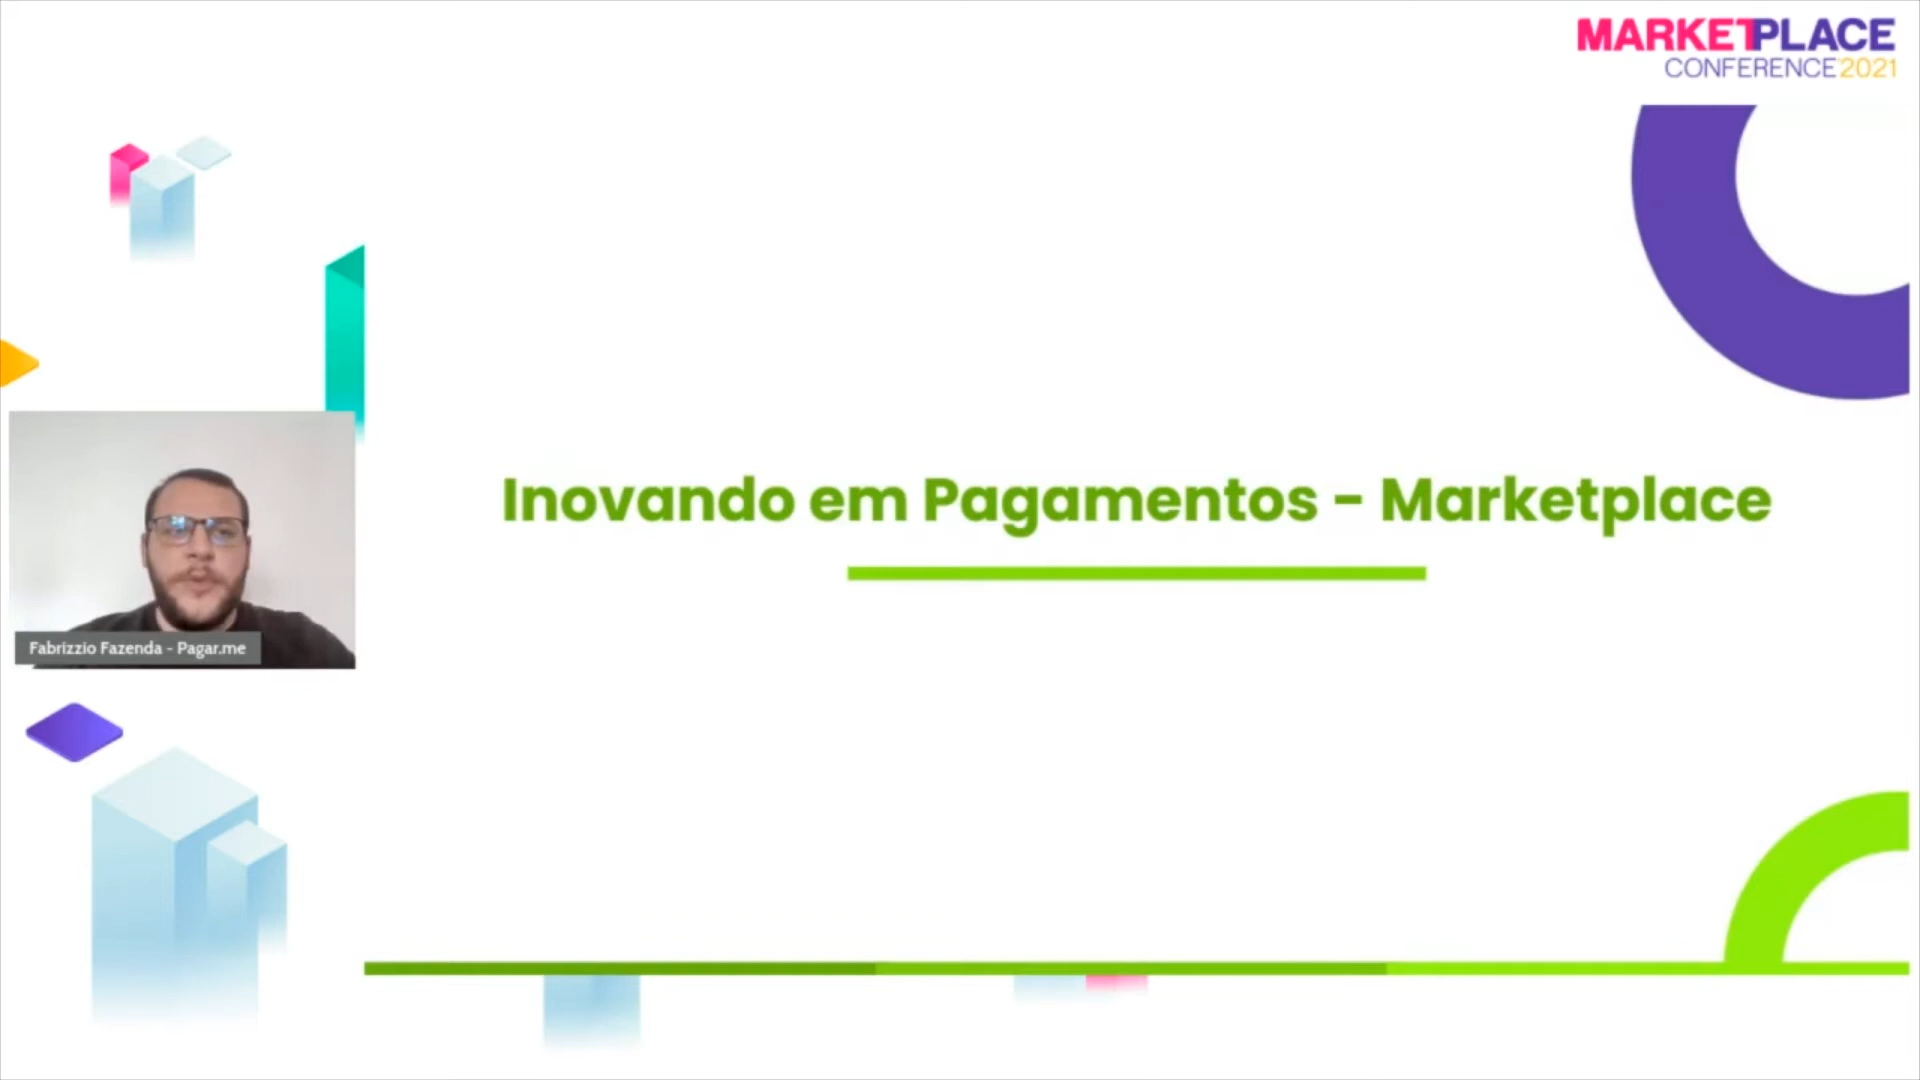 MARKETPLACE
CONFERENCE2021
Inovando em Pagamentos - Marketplace
Fabrizzio Fazenda - Pagar.me